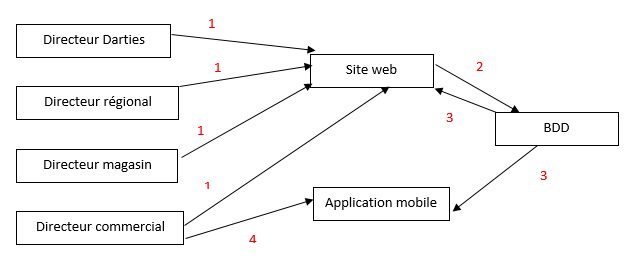 1
Directeur Darties
1
Site web
2
Directeur régional
3
BDD
1
Directeur magasin
3
1
Application mobile
Directeur commercial
4